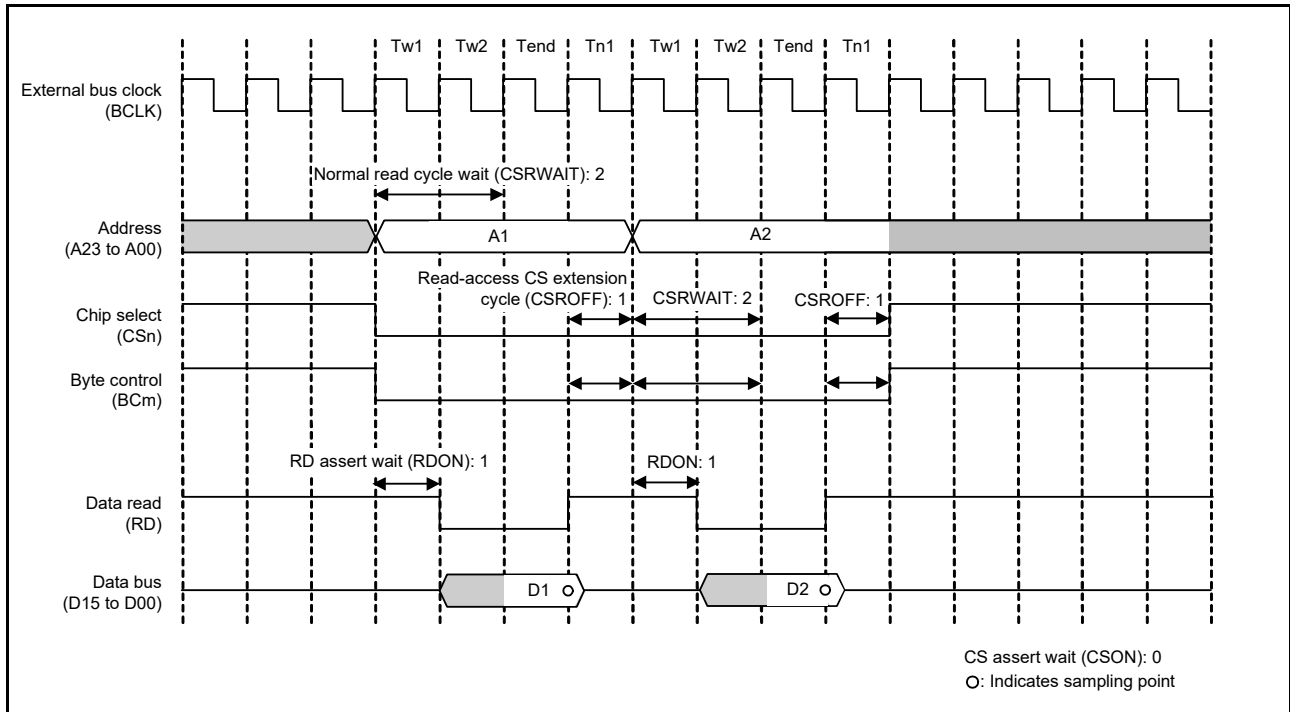 Tw1 Tw2 Tend Tn1 Tw1 Tw2 Tend Tn1
External bus clock
(BCLK)
Normal read cycle wait (CSRWAIT): 2
Address
(A23 to A00)
A1 A2
Read-access CS extension
cycle (CSROFF): 1 CSRWAIT: 2 CSROFF: 1
Chip select
(CSn)
Byte control
(BCm)
RD assert wait (RDON): 1 RDON: 1
Data read
(RD)
Data bus
(D15 to D00)
D1 D2
CS assert wait (CSON): 0
O: Indicates sampling point